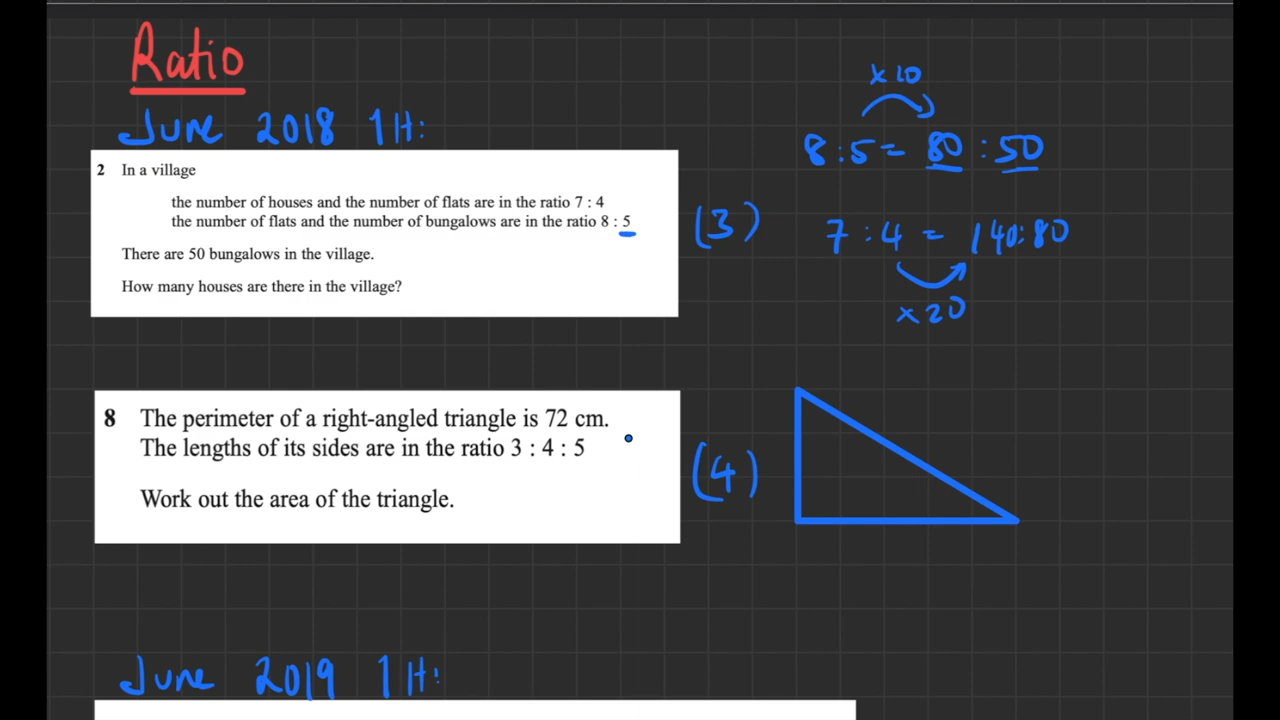 Ratio
June 2018 1H:
2 In a village
the number of houses and the number of flats are in the ratio 7 : 4
the number of flats and the number of bungalows are in the ratio 8 : 5
There are 50 bungalows in the village.
How many houses are there in the village?
(3)
x10
8:5 = 80:50
7:4 = 140:80
x20
8 The perimeter of a right-angled triangle is 72 cm.
The lengths of its sides are in the ratio 3 : 4 : 5
Work out the area of the triangle.
(4)
June 2019 1H: